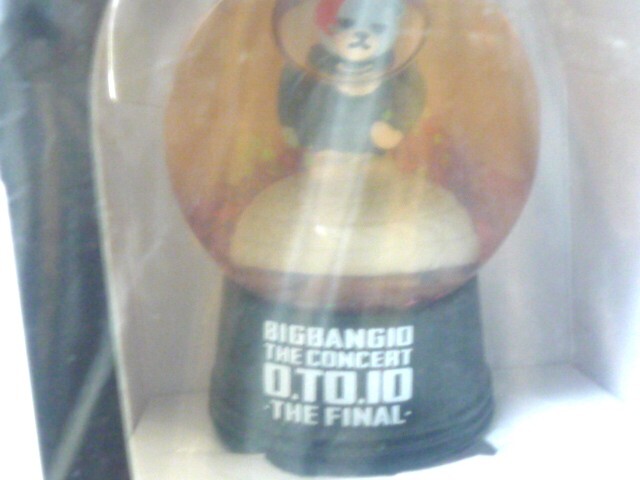 BIGBANG10
THE CONCERT
0.TO.10
-THE FINAL-